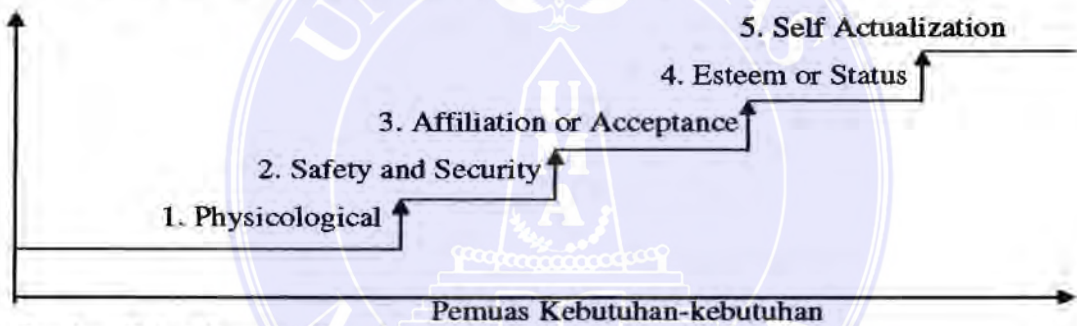 5. Self Actualization
4. Esteem or Status
3. Affiliation or Acceptance
2. Safety and Security
1. Physicological
Pemuas Kebutuhan-kebutuhan
UMA